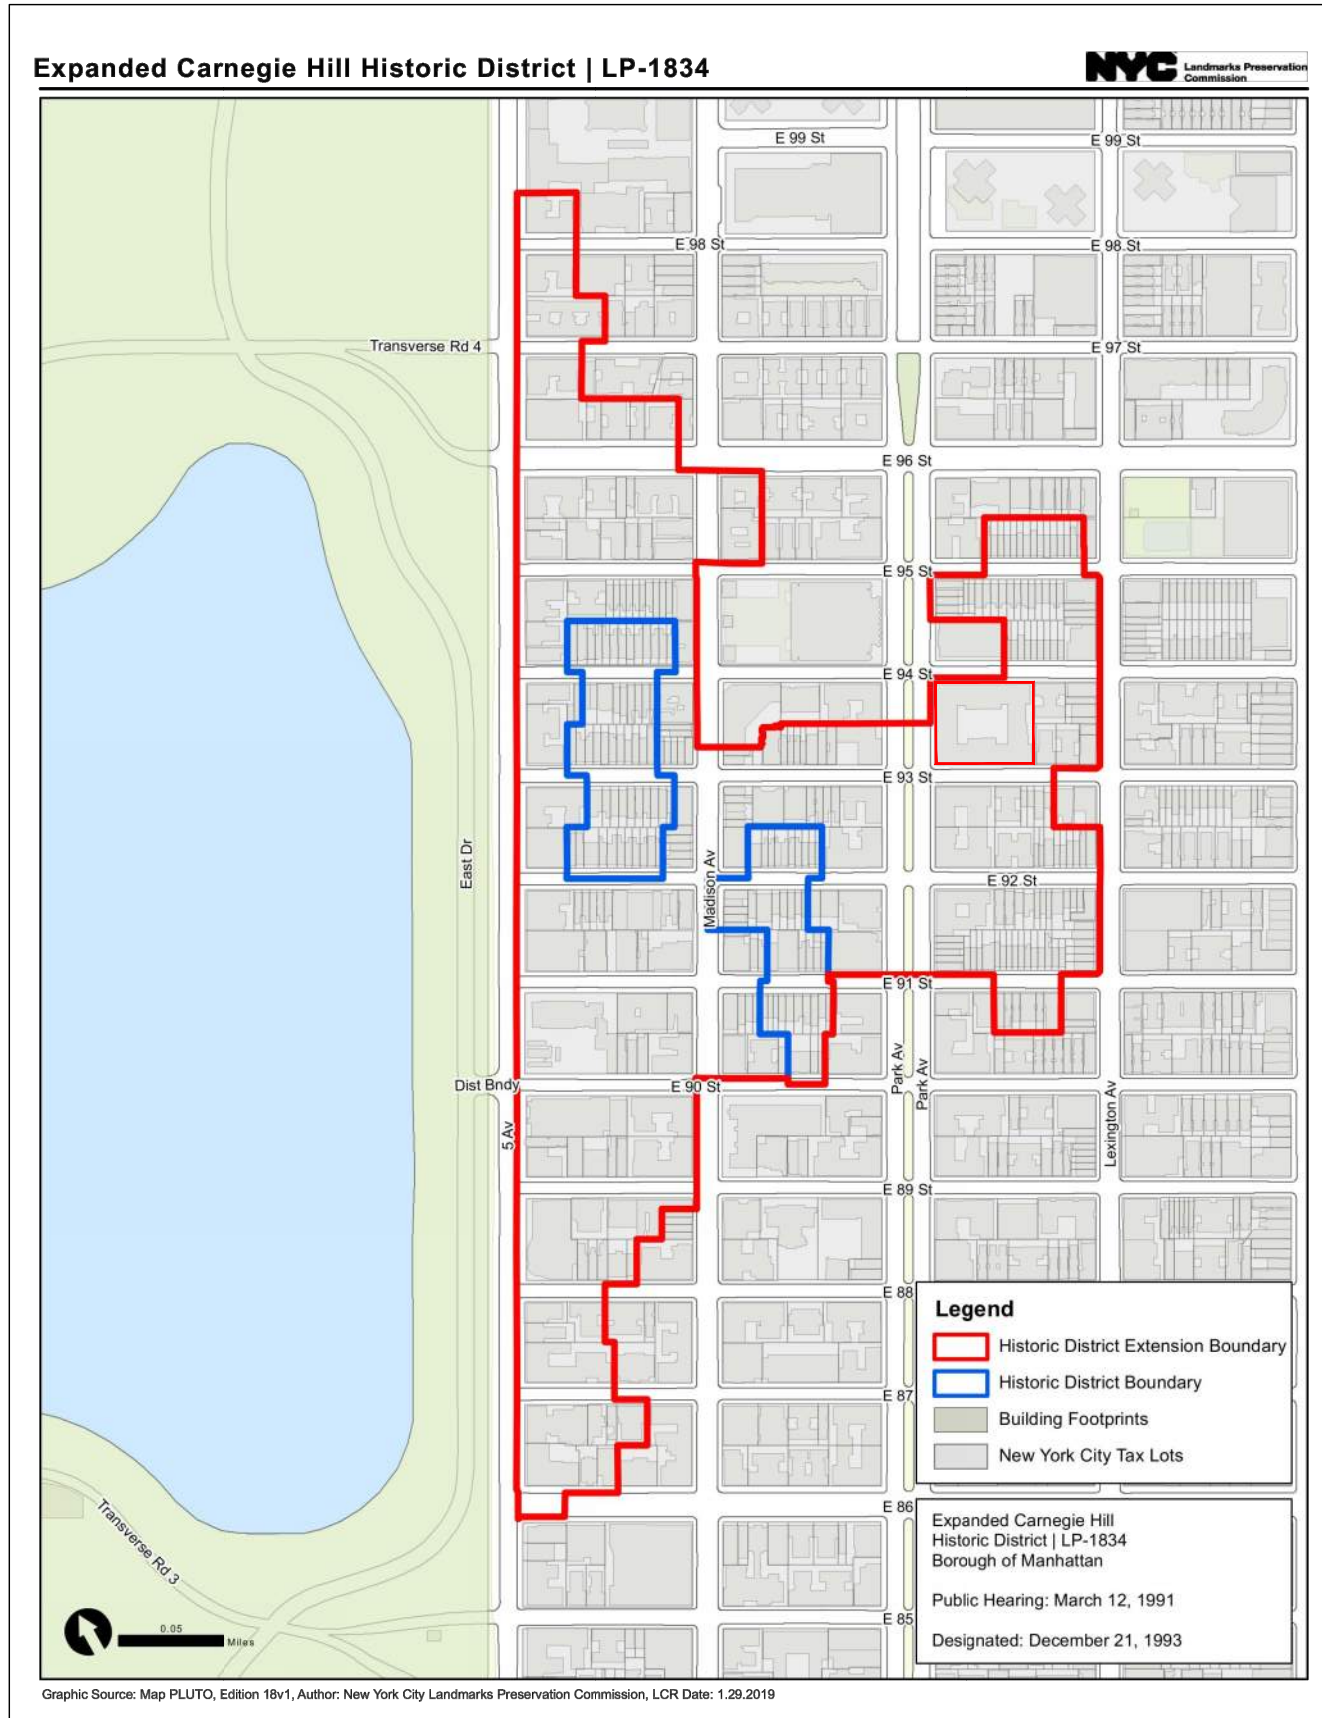 Expanded Carnegie Hill Historic District | LP-1834
NYC Landmarks Preservation
Commission
E 99 St
E 99 St
E 98 St
E 98 St
Transverse Rd 4
E 97 St
E 96 St
E 95 St
E 94 St
E 93 St
East Dr
Madison Av
E 92 St
E 91 St
Park Av
Park Av
Dist Bndy
E 90 St
5 Av
Lexington Av
E 89 St
E 88
E 87
E 86
E 85
Transverse Rd 3
0.05
Miles
Legend
Historic District Extension Boundary
Historic District Boundary
Building Footprints
New York City Tax Lots
Expanded Carnegie Hill
Historic District | LP-1834
Borough of Manhattan
Public Hearing: March 12, 1991
Designated: December 21, 1993
Graphic Source: Map PLUTO, Edition 18v1, Author: New York City Landmarks Preservation Commission, LCR Date: 1.29.2019